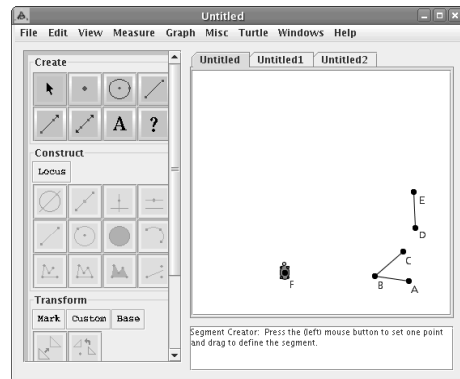 Untitled
File Edit View Measure Graph Misc Turtle Windows Help
Create
A ?
Construct
Locus
Transform
Mark Custom Base
Untitled Untitled1 Untitled2
E
D
C
B
A
F
Segment Creator: Press the (left) mouse button to set one point
and drag to define the segment.